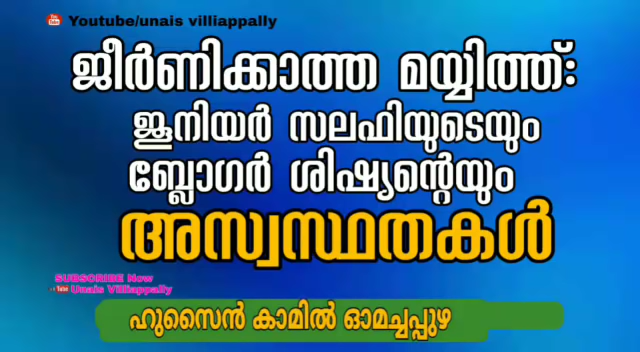 Youtube/unais villiappally
ജീർണിക്കാത്ത മയ്യിത്ത്:
ജൂനിയർ സലഫിയുടെയും
ബ്ലോഗർ ശിഷ്യന്റെയും
അസ്വസ്ഥതകൾ
SUBSCRIBE Now
Unais Villiappally
ഹുസൈൻ കാമിൽ ഓമച്ചപ്പുഴ